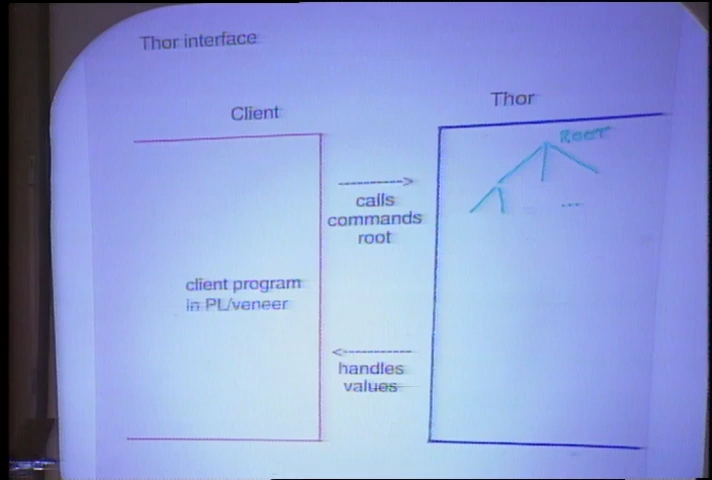 Thor interface
Client
Thor
Root
calls
commands
root
client program
in PL/veneer
handles
values